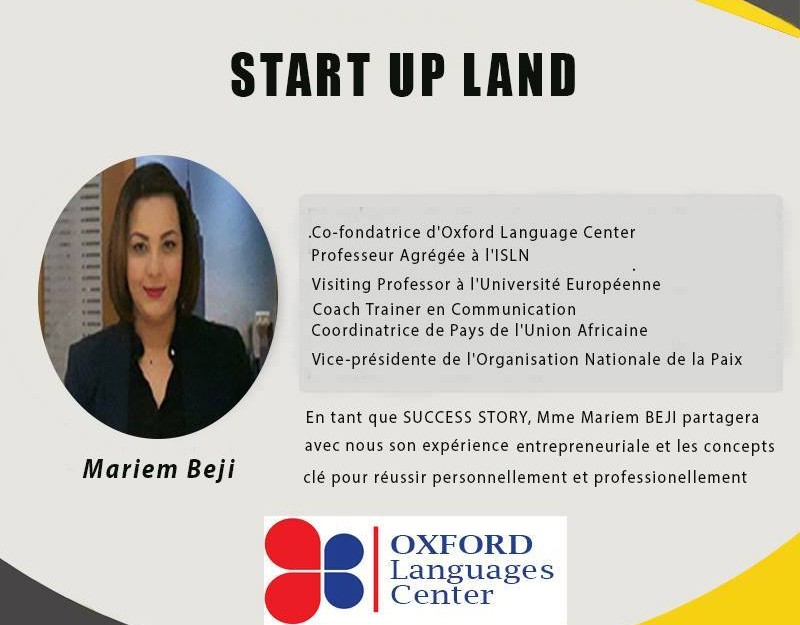 START UP LAND
.Co-fondatrice d'Oxford Language Center
Professeur Agrégée à l'ISLN
Visiting Professor à l'Université Européenne
Coach Trainer en Communication
Coordinatrice de Pays de l'Union Africaine
Vice-présidente de l'Organisation Nationale de la Paix
En tant que SUCCESS STORY, Mme Mariem BEJI partagera
avec nous son expérience entrepreneuriale et les concepts
clé pour réussir personnellement et professionellement
Mariem Beji
OXFORD
Languages
Center